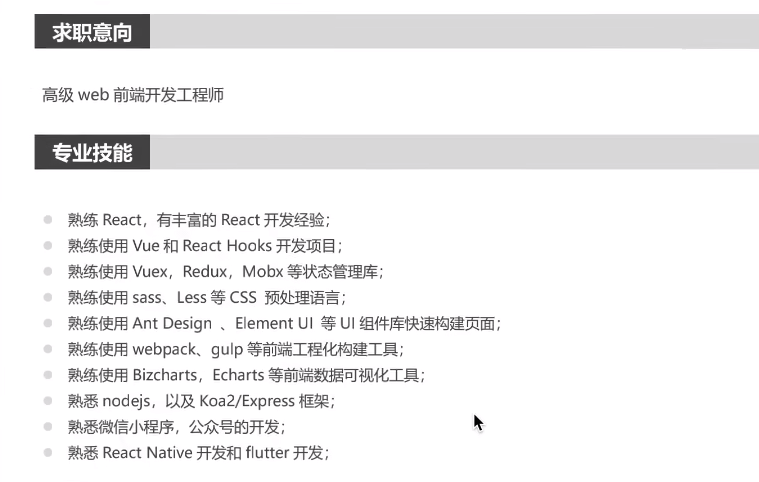 求职意向
高级 web 前端开发工程师
专业技能
熟练 React，有丰富的 React 开发经验；
熟练使用 Vue 和 React Hooks 开发项目；
熟练使用 Vuex，Redux，Mobx 等状态管理库；
熟练使用 sass、Less 等 CSS 预处理语言；
熟练使用 Ant Design 、Element UI 等 UI 组件库快速构建页面；
熟练使用 webpack、gulp 等前端工程化构建工具；
熟练使用 Bizcharts，Echarts 等前端数据可视化工具；
熟悉 nodejs，以及 Koa2/Express 框架；
熟悉微信小程序，公众号的开发；
熟悉 React Native 开发和 flutter 开发；